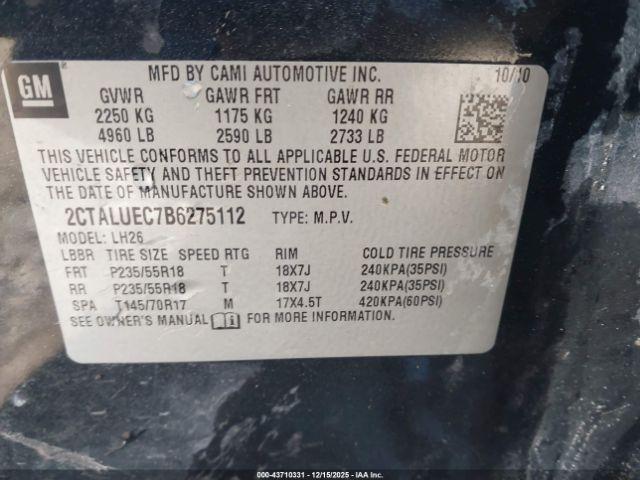 GM
MFD BY CAMI AUTOMOTIVE INC. 10/10
GVWR GAWR FRT GAWR RR
2250 KG 1175 KG 1240 KG
4960 LB 2590 LB 2733 LB
THIS VEHICLE CONFORMS TO ALL APPLICABLE U.S. FEDERAL MOTOR
VEHICLE SAFETY AND THEFT PREVENTION STANDARDS IN EFFECT ON
THE DATE OF MANUFACTURE SHOWN ABOVE.
2CTALUEC7B6275112 TYPE: M.P.V.
MODEL: LH26
LBBR TIRE SIZE SPEED RTG RIM COLD TIRE PRESSURE
FRT P235/55R18 T 18X7J 240KPA(35PSI)
RR P235/55R18 T 18X7J 240KPA(35PSI)
SPA T145/70R17 M 17X4.5T 420KPA(60PSI)
SEE OWNER'S MANUAL FOR MORE INFORMATION.
000-43710331 - 12/15/2025 - IAA Inc.